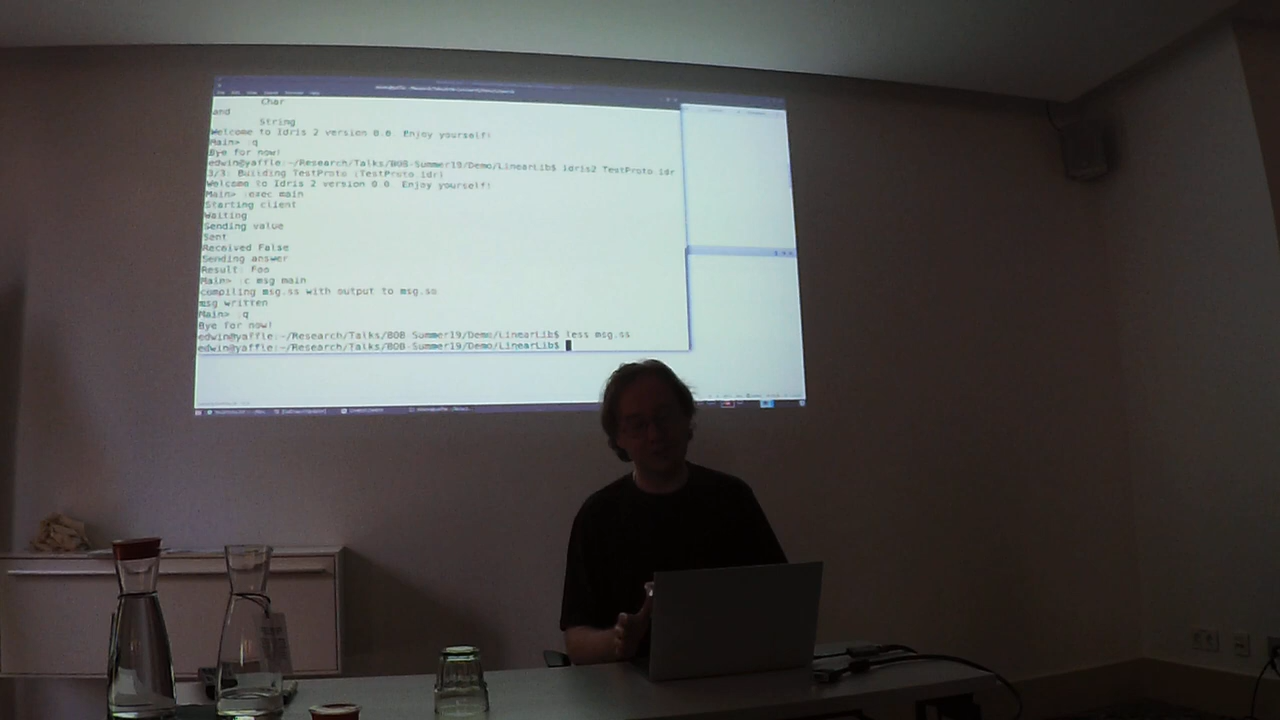 Char
and
String
Welcome to Idris 2 version 0.0. Enjoy yourself!
Main> :q
Bye for now!
edwin@yaffle:~/Research/Talks/BOB-Summer19/Demo/LinearLib$ idris2 TestProto.idr
3/3: Building TestProto (TestProto.idr)
Welcome to Idris 2 version 0.0. Enjoy yourself!
Main> :exec main
Starting client
Waiting
Sending value
Sent
Received False
Sending answer
Result: Foo
Main> :c msg main
compiling msg.ss with output to msg.so
msg written
Main> :q
Bye for now!
edwin@yaffle:~/Research/Talks/BOB-Summer19/Demo/LinearLib$ less msg.ss
edwin@yaffle:~/Research/Talks/BOB-Summer19/Demo/LinearLib$